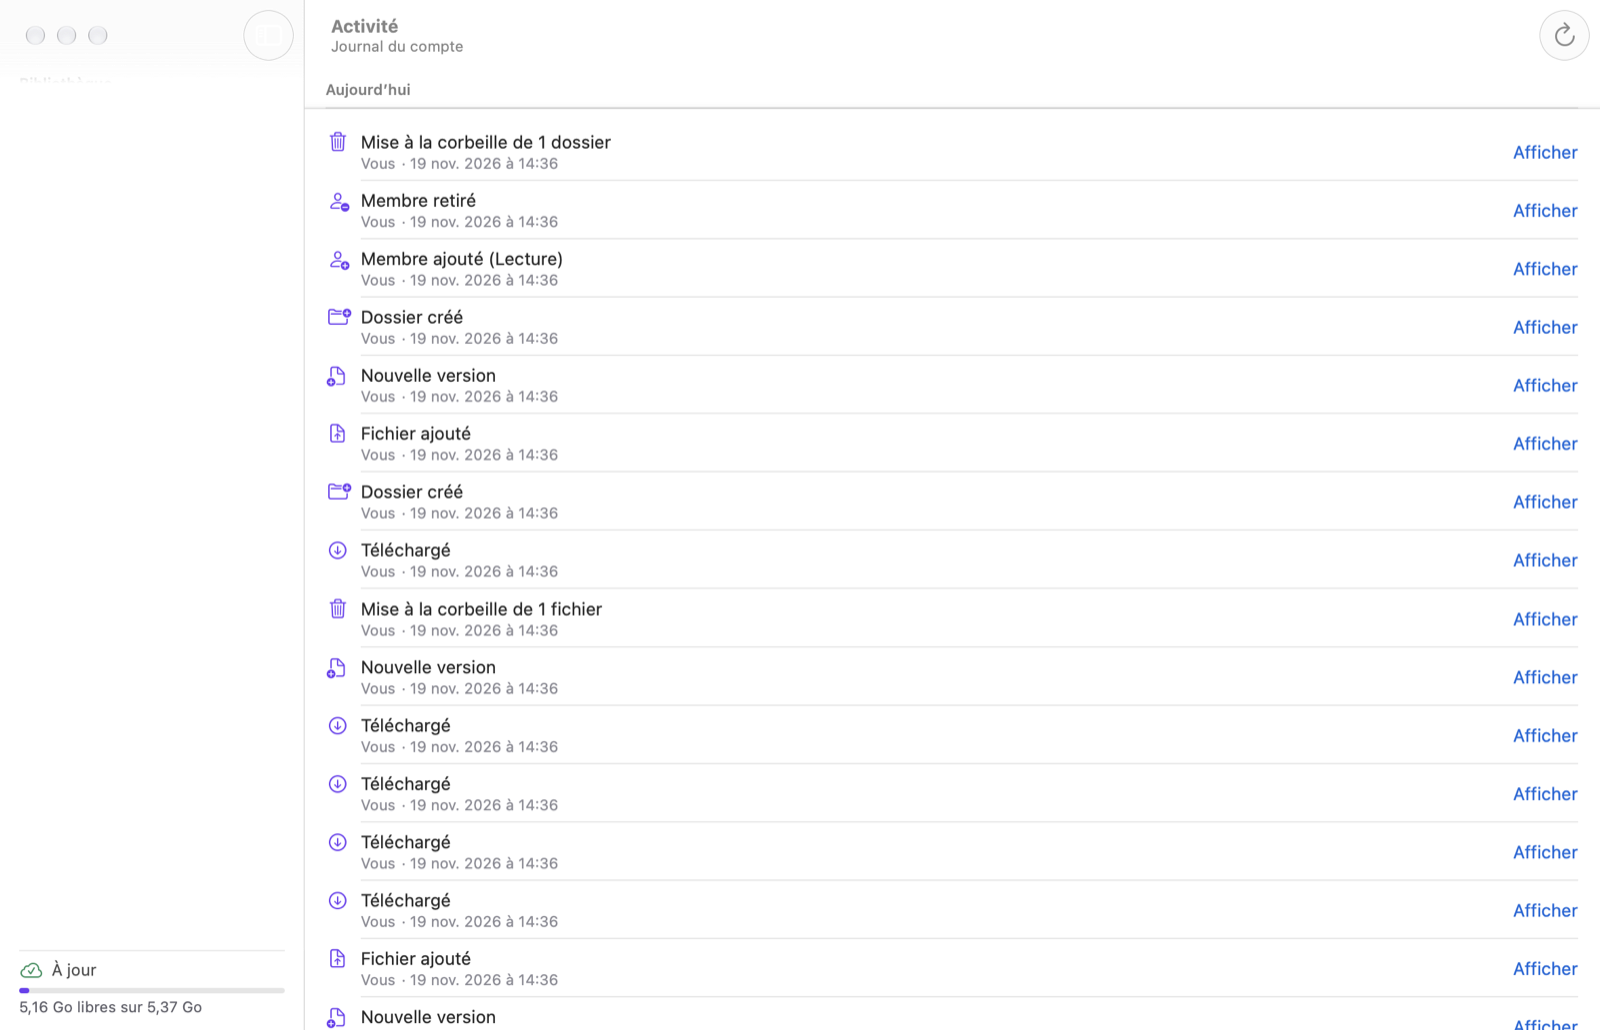 Activité
Journal du compte
Aujourd’hui
Mise à la corbeille de 1 dossier
Vous · 19 nov. 2026 à 14:36
Afficher
Membre retiré
Vous · 19 nov. 2026 à 14:36
Afficher
Membre ajouté (Lecture)
Vous · 19 nov. 2026 à 14:36
Afficher
Dossier créé
Vous · 19 nov. 2026 à 14:36
Afficher
Nouvelle version
Vous · 19 nov. 2026 à 14:36
Afficher
Fichier ajouté
Vous · 19 nov. 2026 à 14:36
Afficher
Dossier créé
Vous · 19 nov. 2026 à 14:36
Afficher
Téléchargé
Vous · 19 nov. 2026 à 14:36
Afficher
Mise à la corbeille de 1 fichier
Vous · 19 nov. 2026 à 14:36
Afficher
Nouvelle version
Vous · 19 nov. 2026 à 14:36
Afficher
Téléchargé
Vous · 19 nov. 2026 à 14:36
Afficher
Téléchargé
Vous · 19 nov. 2026 à 14:36
Afficher
Téléchargé
Vous · 19 nov. 2026 à 14:36
Afficher
Téléchargé
Vous · 19 nov. 2026 à 14:36
Afficher
Fichier ajouté
Vous · 19 nov. 2026 à 14:36
Afficher
Nouvelle version
Afficher
À jour
5,16 Go libres sur 5,37 Go